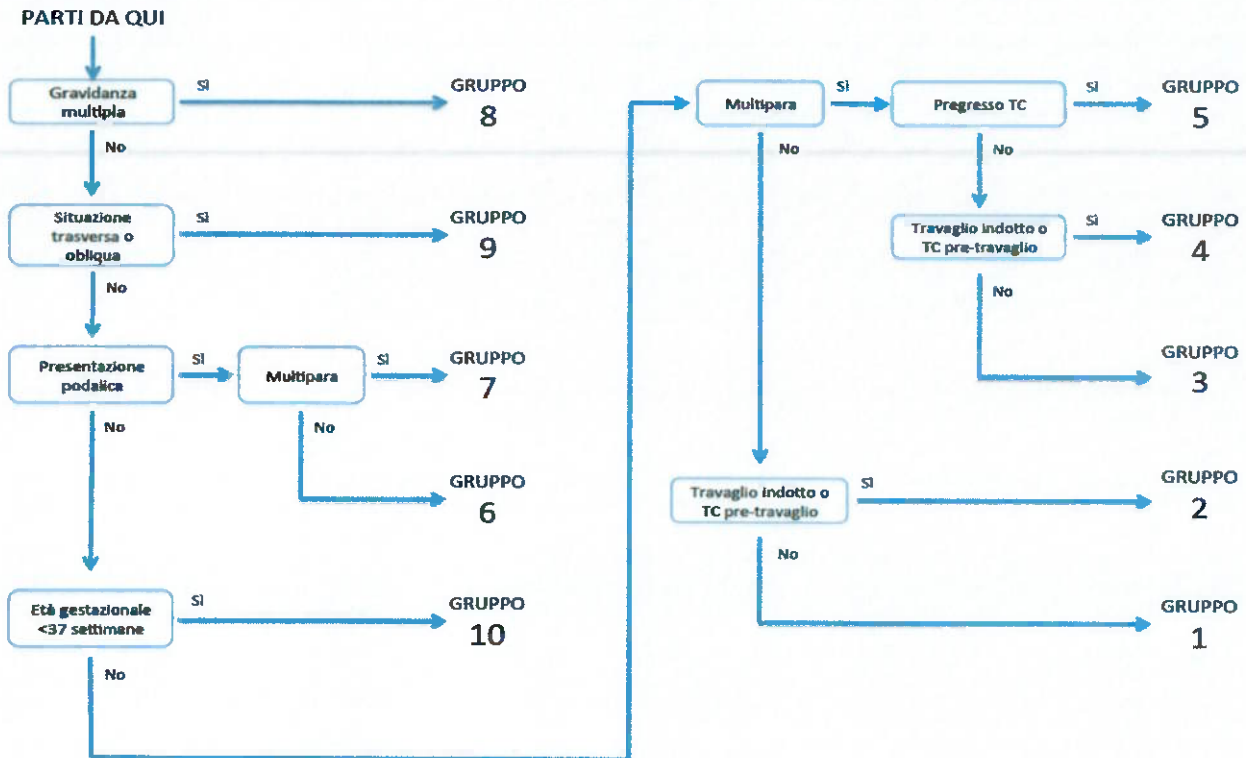 PARTI DA QUI
Gravidanza
multipla
Sì
GRUPPO
8
No
Situazione
trasversa o
obliqua
Sì
GRUPPO
9
No
Presentazione
podalica
Sì
Multipara
Sì
GRUPPO
7
No
No
GRUPPO
6
Età gestazionale
<37 settimane
Sì
GRUPPO
10
No
Multipara
Sì
Pregresso TC
Sì
GRUPPO
5
No
No
Travaglio indotto o
TC pre-travaglio
Sì
GRUPPO
4
No
GRUPPO
3
Travaglio indotto o
TC pre-travaglio
Sì
GRUPPO
2
No
GRUPPO
1